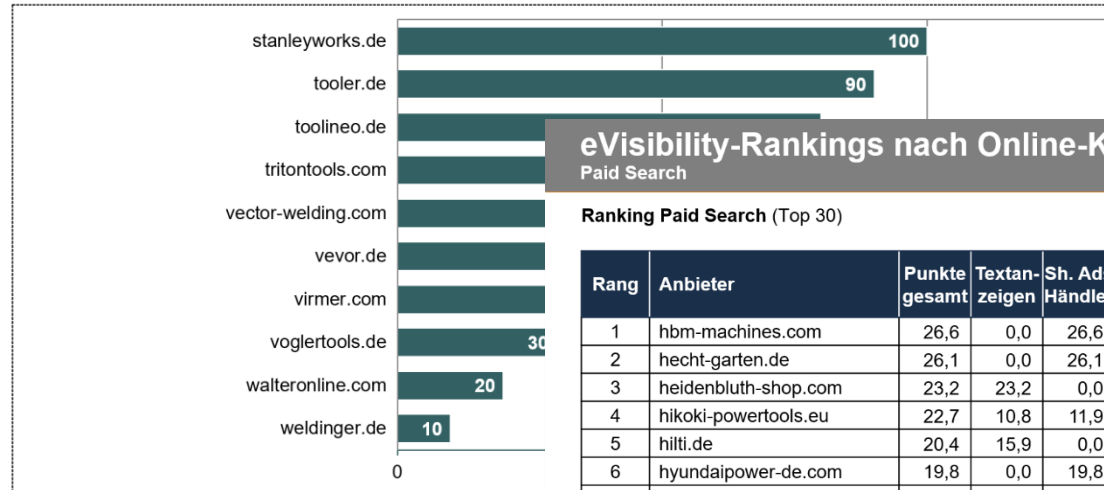 stanleyworks.de 100
tooler.de 90
toolineo.de
tritontools.com
vector-welding.com
vevor.de
virmer.com
voglertools.de 30
walteronline.com 20
weldinger.de 10
0
eVisibility-Rankings nach Online-K
Paid Search
Ranking Paid Search (Top 30)
Rang Anbieter Punkte gesamt Textan-zeigen Sh. Ads Händle
1 hbm-machines.com 26,6 0,0 26,6
2 hecht-garten.de 26,1 0,0 26,1
3 heidenbluth-shop.com 23,2 23,2 0,0
4 hikoki-powertools.eu 22,7 10,8 11,9
5 hilti.de 20,4 15,9 0,0
6 hyundaipower-de.com 19,8 0,0 19,8